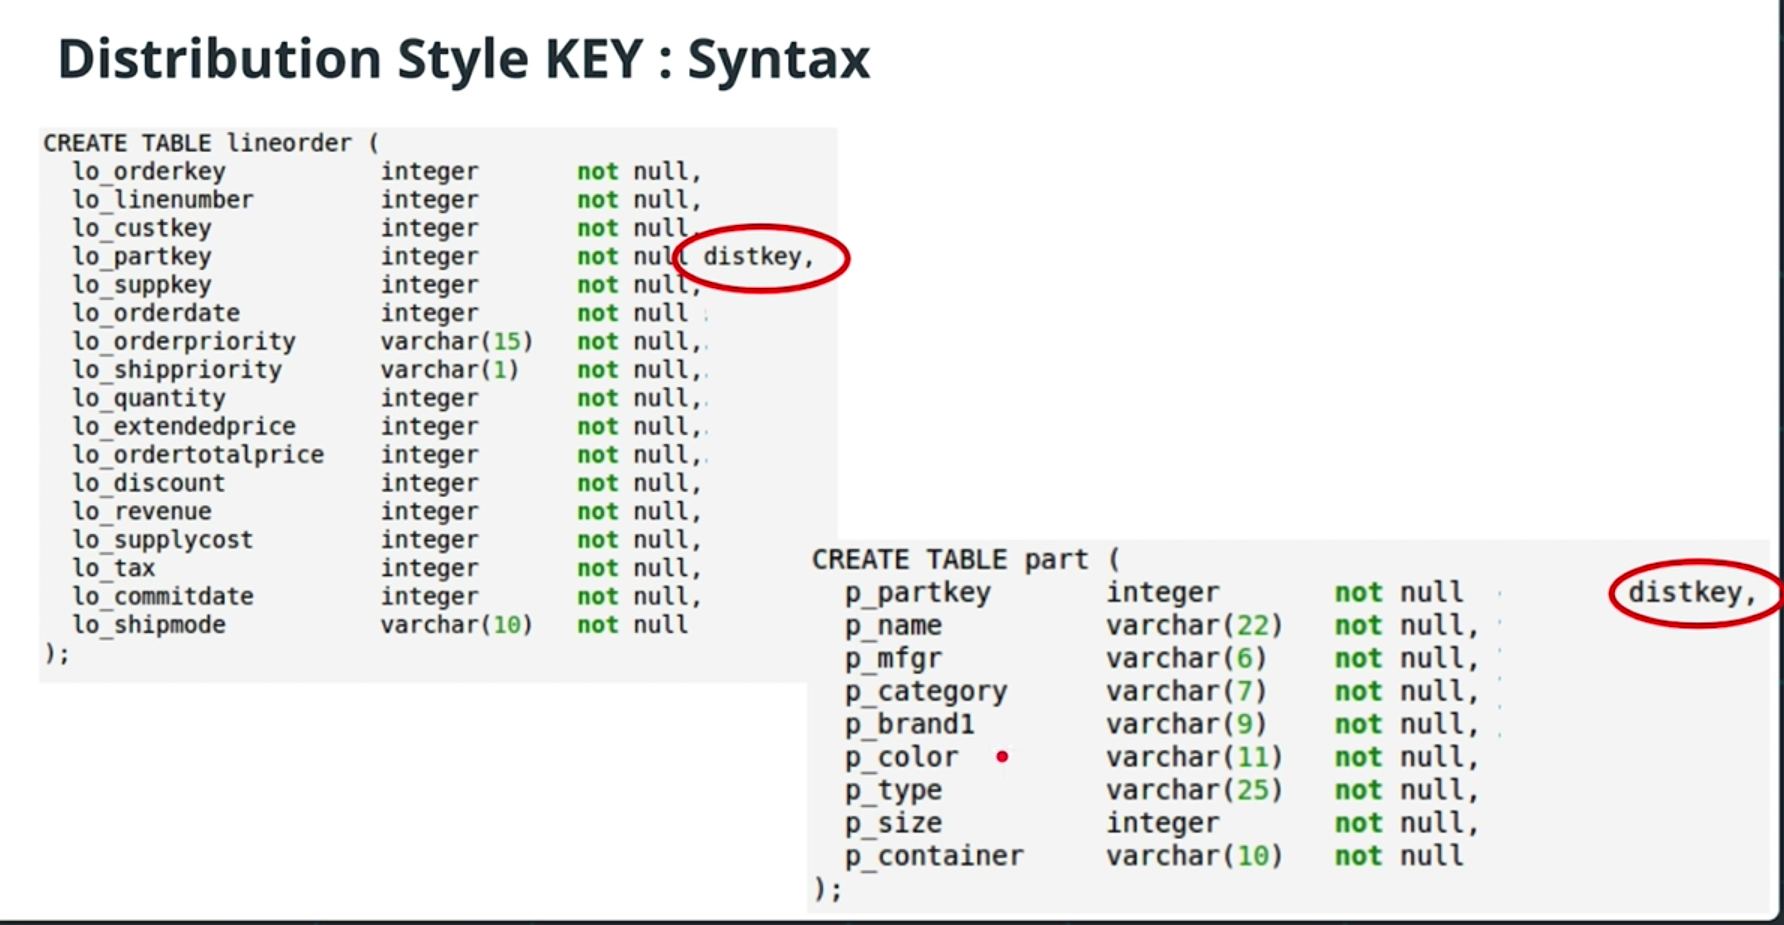 Distribution Style KEY : Syntax
CREATE TABLE lineorder (
lo_orderkey integer not null,
lo_linenumber integer not null,
lo_custkey integer not null,
lo_partkey integer not null distkey,
lo_suppkey integer not null,
lo_orderdate integer not null
lo_orderpriority varchar(15) not null,
lo_shippriority varchar(1) not null,
lo_quantity integer not null,
lo_extendedprice integer not null,
lo_ordertotalprice integer not null,
lo_discount integer not null,
lo_revenue integer not null,
lo_supplycost integer not null,
lo_tax integer not null,
lo_commitdate integer not null,
lo_shipmode varchar(10) not null
);
CREATE TABLE part (
p_partkey integer not null distkey,
p_name varchar(22) not null,
p_mfgr varchar(6) not null,
p_category varchar(7) not null,
p_brand1 varchar(9) not null,
p_color varchar(11) not null,
p_type varchar(25) not null,
p_size integer not null,
p_container varchar(10) not null
);